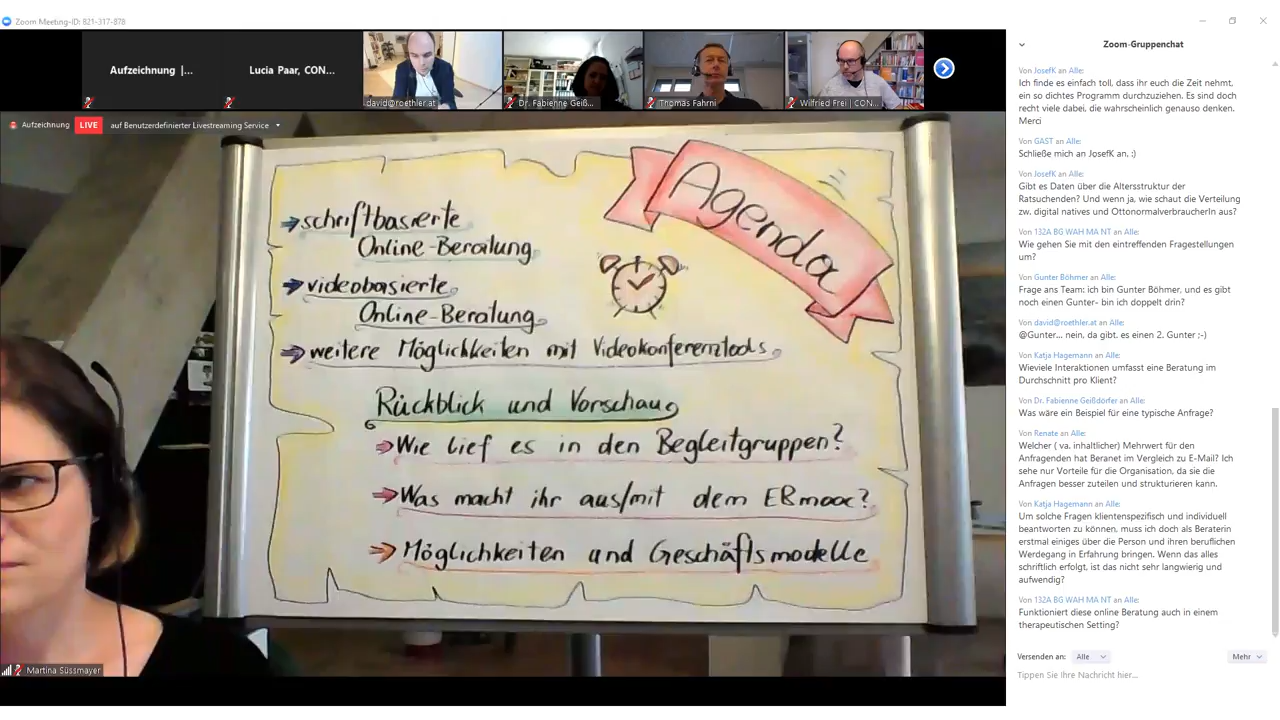 Zoom Meeting-ID: 821-317-878
Aufzeichnung |...
Lucia Paar, CON...
david@roethler.at
Dr. Fabienne Geiß...
Thomas Fahrni
Wilfried Frei | CON...
Aufzeichnung LIVE auf Benutzerdefinierter Livestreaming Service
Agenda
schriftbasierte
Online-Beratung
videobasierte
Online-Beratung
weitere Möglichkeiten mit Videokonferenztools
Rückblick und Vorschau
Wie lief es in den Begleitgruppen?
Was macht ihr aus/mit dem EBmooc?
Möglichkeiten und Geschäftsmodelle
Martina Süssmayer
Zoom-Gruppenchat
Von JosefK an Alle:
Ich finde es einfach toll, dass ihr euch die Zeit nehmt,
ein so dichtes Programm durchzuziehen. Es sind doch
recht viele dabei, die wahrscheinlich genauso denken.
Merci
Von GAST an Alle:
Schließe mich an JosefK an. :)
Von JosefK an Alle:
Gibt es Daten über die Altersstruktur der
Ratsuchenden? Und wenn ja, wie schaut die Verteilung
zw. digital natives und OttonormalverbraucherIn aus?
Von 132A BG WAH MA NT an Alle:
Wie gehen Sie mit den eintreffenden Fragestellungen
um?
Von Gunter Böhmer an Alle:
Frage ans Team: ich bin Gunter Böhmer, und es gibt
noch einen Gunter- bin ich doppelt drin?
Von david@roethler.at an Alle:
@Gunter... nein, da gibt. es einen 2. Gunter :-)
Von Katja Hagemann an Alle:
Wieviele Interaktionen umfasst eine Beratung im
Durchschnitt pro Klient?
Von Dr. Fabienne Geißdörfer an Alle:
Was wäre ein Beispiel für eine typische Anfrage?
Von Renate an Alle:
Welcher ( va. inhaltlicher) Mehrwert für den
Anfragenden hat Beranet im Vergleich zu E-Mail? Ich
sehe nur Vorteile für die Organisation, da sie die
Anfragen besser zuteilen und strukturieren kann.
Von Katja Hagemann an Alle:
Um solche Fragen klientenspezifisch und individuell
beantworten zu können, muss ich doch als Beraterin
erstmal einiges über die Person und ihren beruflichen
Werdegang in Erfahrung bringen. Wenn das alles
schriftlich erfolgt, ist das nicht sehr langwierig und
aufwendig?
Von 132A BG WAH MA NT an Alle:
Funktioniert diese online Beratung auch in einem
therapeutischen Setting?
Versenden an: Alle Mehr
Tippen Sie Ihre Nachricht hier...